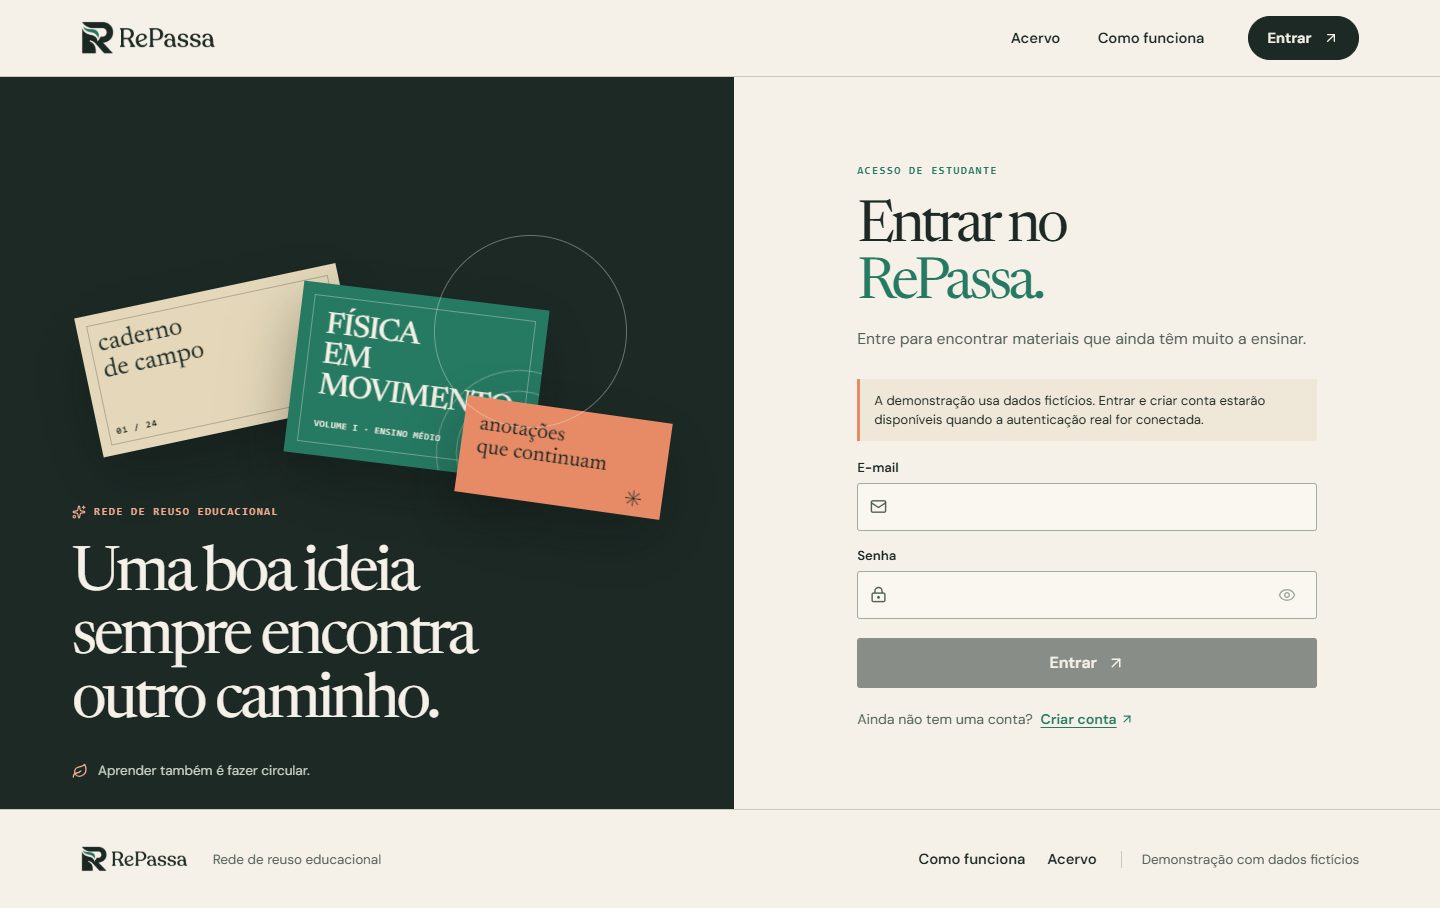 RePassa
Acervo
Como funciona
Entrar
caderno
de campo
01 / 24
FÍSICA
EM
MOVIMENTO
VOLUME I · ENSINO MÉDIO
anotações
que continuam
REDE DE REUSO EDUCACIONAL
Uma boa ideia
sempre encontra
outro caminho.
Aprender também é fazer circular.
ACESSO DE ESTUDANTE
Entrar no
RePassa.
Entre para encontrar materiais que ainda têm muito a ensinar.
A demonstração usa dados fictícios. Entrar e criar conta estarão
disponíveis quando a autenticação real for conectada.
E-mail
Senha
Entrar
Ainda não tem uma conta? Criar conta
RePassa
Rede de reuso educacional
Como funciona
Acervo
Demonstração com dados fictícios